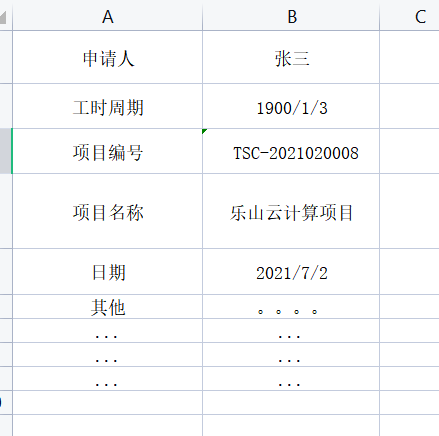 A B C
申请人 张三
工时周期 1900/1/3
项目编号 TSC-2021020008
项目名称 乐山云计算项目
日期 2021/7/2
其他 。。。。
... ...
... ...
... ...